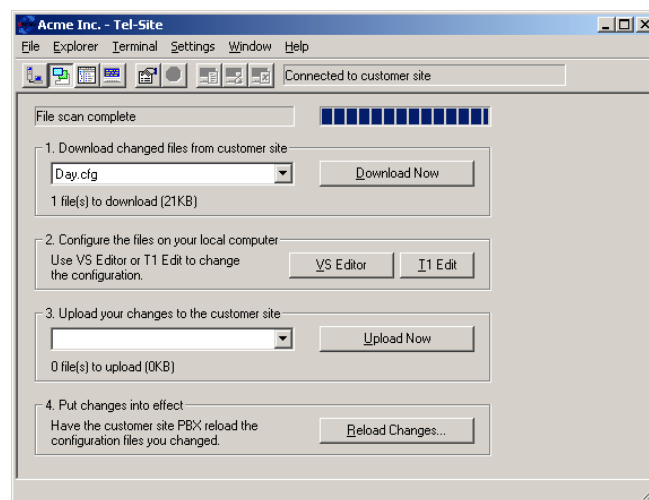 Acme Inc. - Tel-Site
File Explorer Terminal Settings Window Help
Connected to customer site
File scan complete
1. Download changed files from customer site
Day.cfg
Download Now
1 file(s) to download (21KB)
2. Configure the files on your local computer
Use VS Editor or T1 Edit to change
the configuration.
VS Editor
T1 Edit
3. Upload your changes to the customer site
Upload Now
0 file(s) to upload (0KB)
4. Put changes into effect
Have the customer site PBX reload the
configuration files you changed.
Reload Changes...